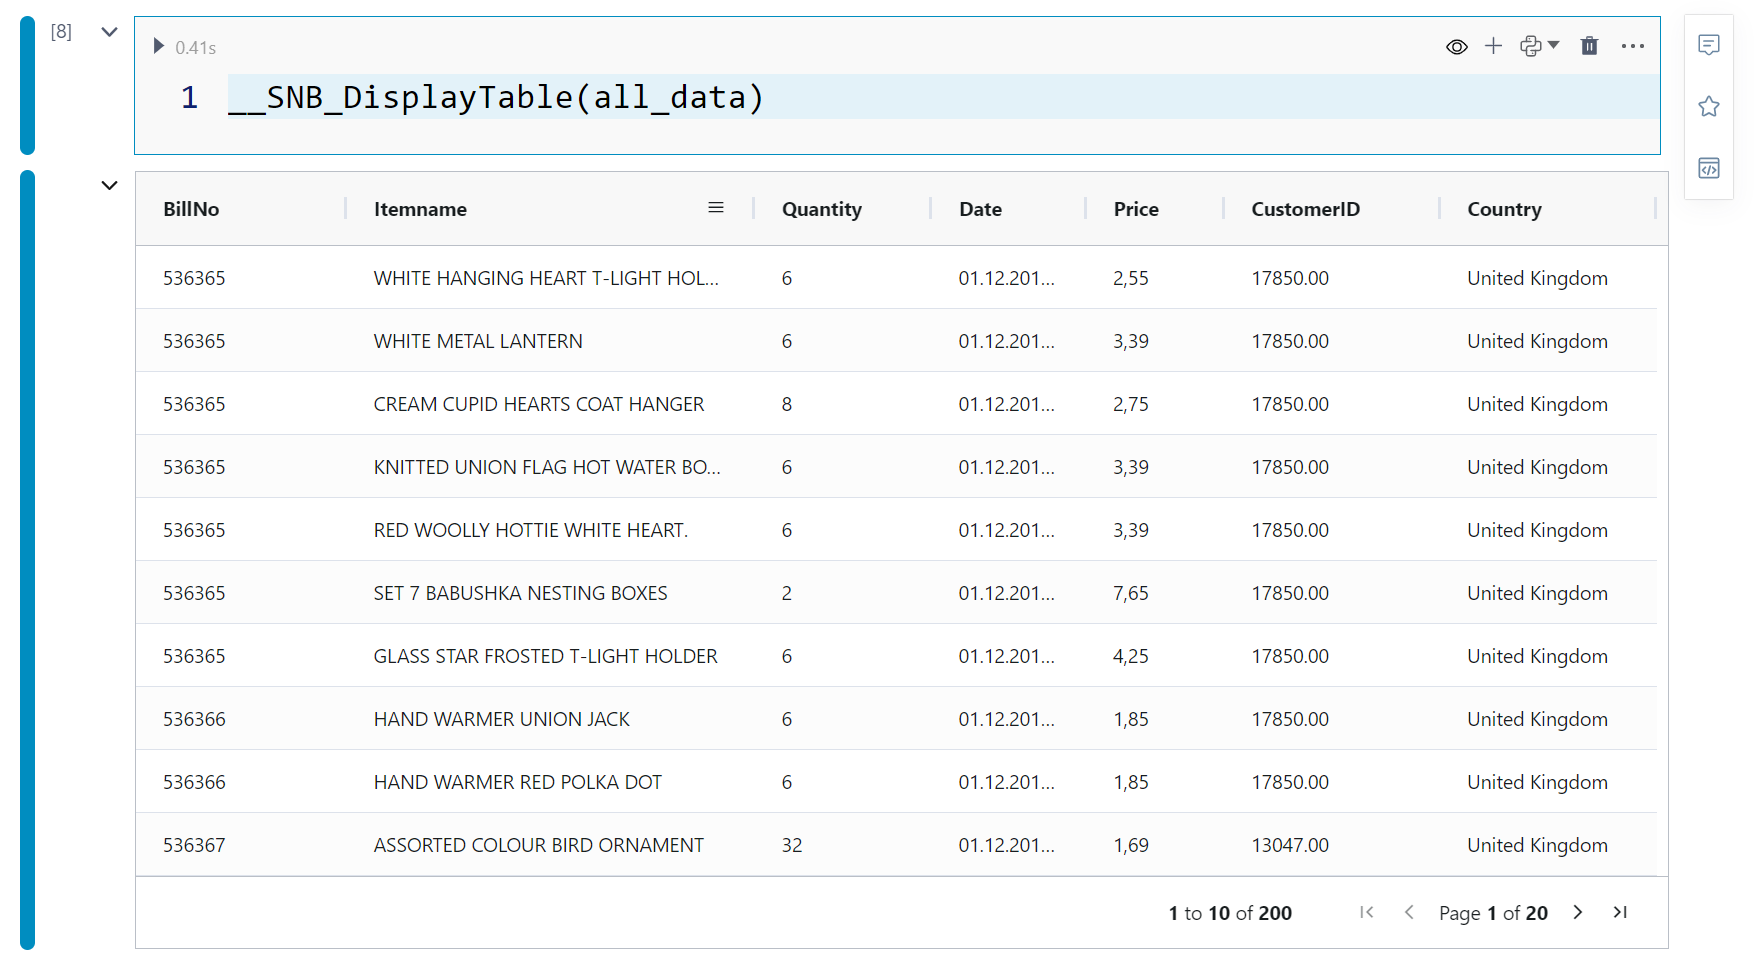 [8]
0.41s
1 __SNB_DisplayTable(all_data)
BillNo Itemname Quantity Date Price CustomerID Country
536365 WHITE HANGING HEART T-LIGHT HOL... 6 01.12.201... 2,55 17850.00 United Kingdom
536365 WHITE METAL LANTERN 6 01.12.201... 3,39 17850.00 United Kingdom
536365 CREAM CUPID HEARTS COAT HANGER 8 01.12.201... 2,75 17850.00 United Kingdom
536365 KNITTED UNION FLAG HOT WATER BO... 6 01.12.201... 3,39 17850.00 United Kingdom
536365 RED WOOLLY HOTTIE WHITE HEART. 6 01.12.201... 3,39 17850.00 United Kingdom
536365 SET 7 BABUSHKA NESTING BOXES 2 01.12.201... 7,65 17850.00 United Kingdom
536365 GLASS STAR FROSTED T-LIGHT HOLDER 6 01.12.201... 4,25 17850.00 United Kingdom
536366 HAND WARMER UNION JACK 6 01.12.201... 1,85 17850.00 United Kingdom
536366 HAND WARMER RED POLKA DOT 6 01.12.201... 1,85 17850.00 United Kingdom
536367 ASSORTED COLOUR BIRD ORNAMENT 32 01.12.201... 1,69 13047.00 United Kingdom
1 to 10 of 200 Page 1 of 20